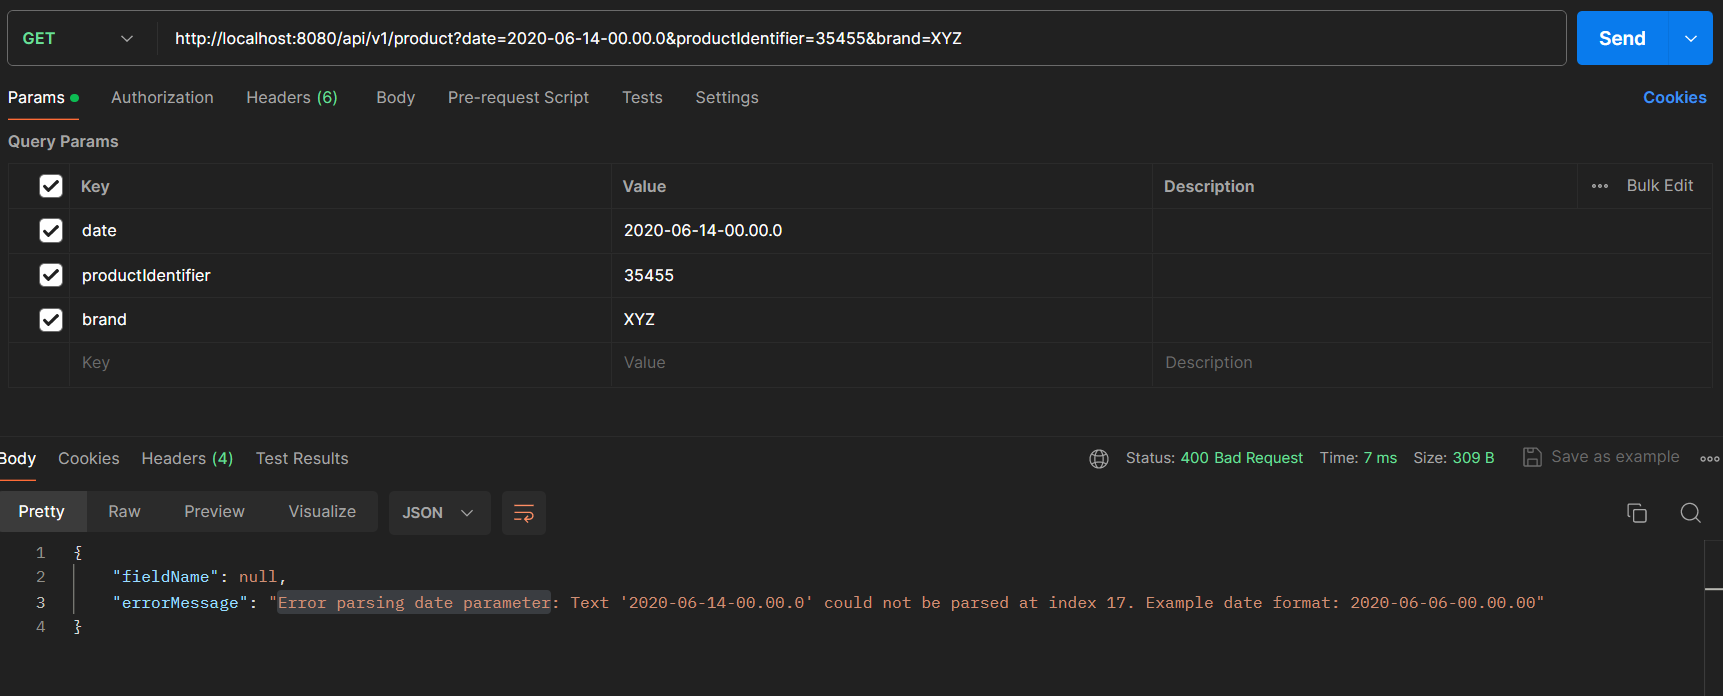 GET http://localhost:8080/api/v1/product?date=2020-06-14-00.00.0&productIdentifier=35455&brand=XYZ Send
Params Authorization Headers (6) Body Pre-request Script Tests Settings Cookies
Query Params
Key Value Description Bulk Edit
date 2020-06-14-00.00.0
productIdentifier 35455
brand XYZ
Key Value Description
Body Cookies Headers (4) Test Results Status: 400 Bad Request Time: 7 ms Size: 309 B Save as example
Pretty Raw Preview Visualize JSON
1 {
2 "fieldName": null,
3 "errorMessage": "Error parsing date parameter: Text '2020-06-14-00.00.0' could not be parsed at index 17. Example date format: 2020-06-06-00.00.00"
4 }